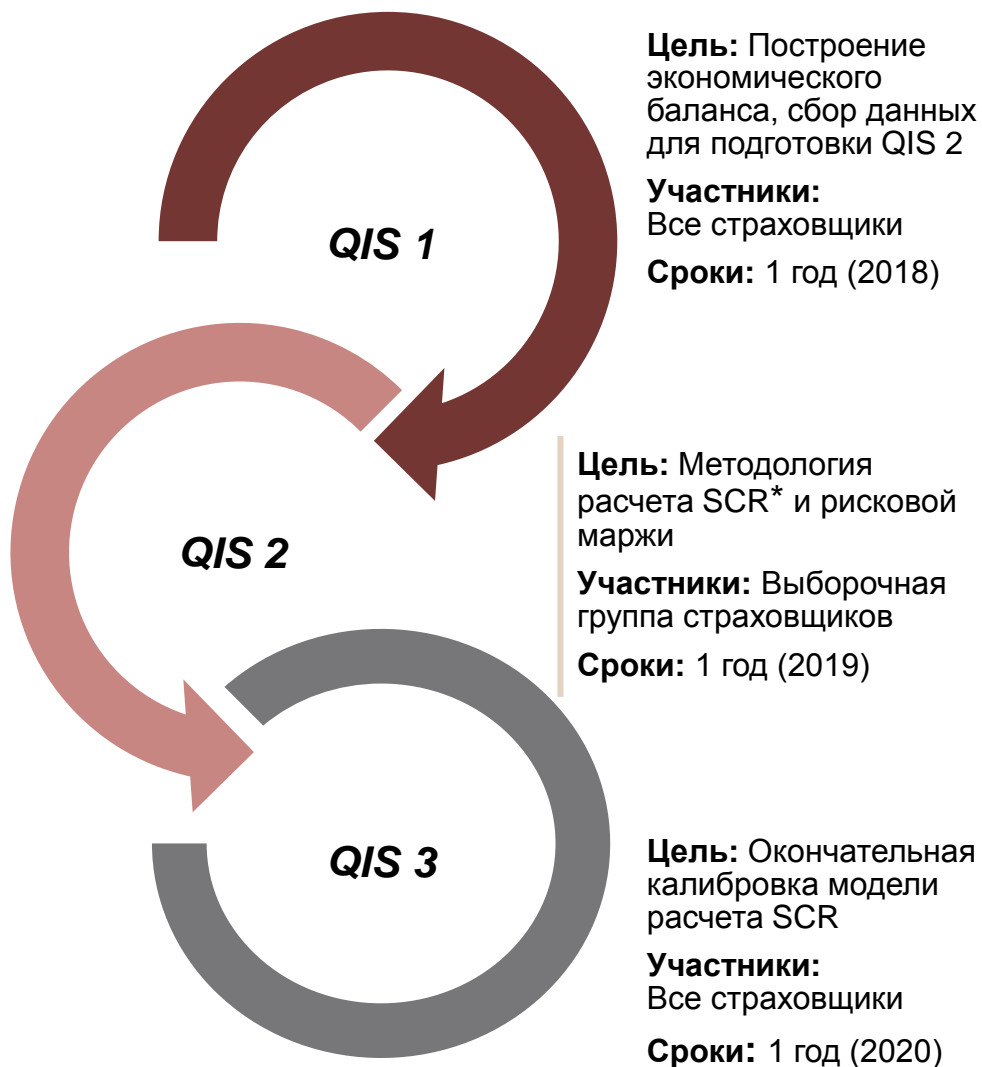 QIS 1
Цель: Построение
экономического
баланса, сбор данных
для подготовки QIS 2
Участники:
Все страховщики
Сроки: 1 год (2018)
QIS 2
Цель: Методология
расчета SCR* и рисковой
маржи
Участники: Выборочная
группа страховщиков
Сроки: 1 год (2019)
QIS 3
Цель: Окончательная
калибровка модели
расчета SCR
Участники:
Все страховщики
Сроки: 1 год (2020)